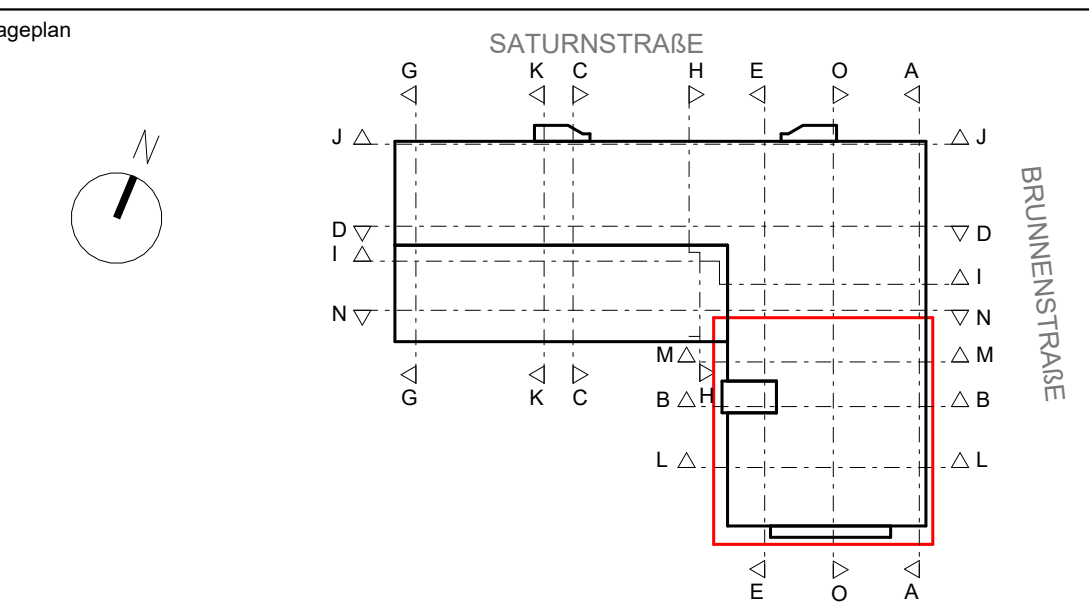 ageplan
SATURNSTRAßE
G K C H E O A
N
J J
BRUNNENSTRAßE
D D
I
I
N N
M M
G K C H
B B
L L
E O A